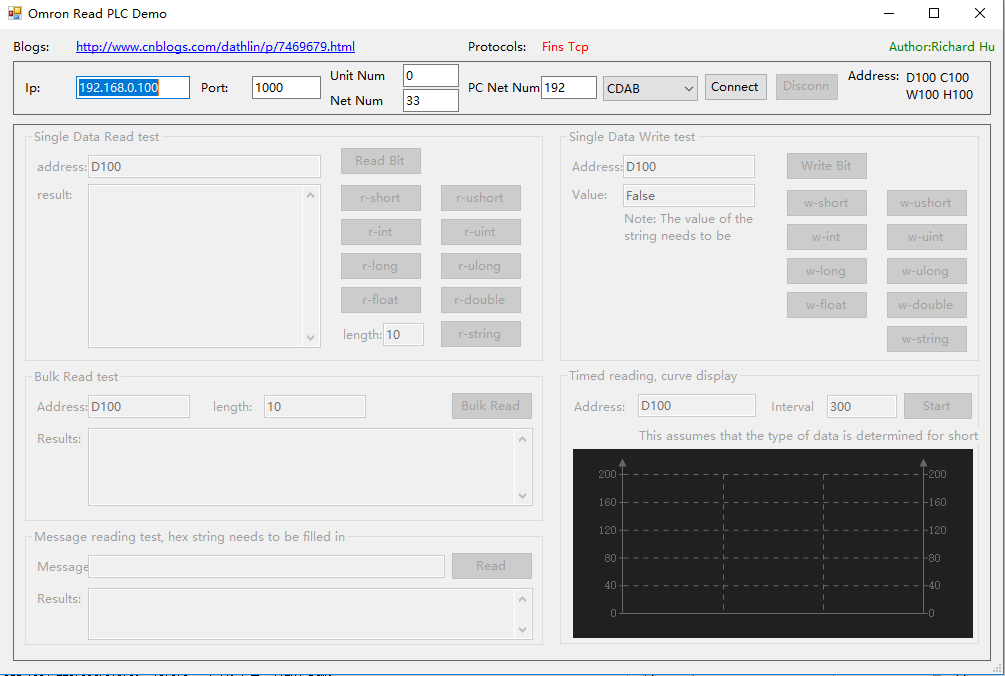 Omron Read PLC Demo
Blogs: http://www.cnblogs.com/dathlin/p/7469679.html Protocols: Fins Tcp Author:Richard Hu
Ip: 192.168.0.100 Port: 1000 Unit Num 0 PC Net Num 192 CDAB Connect Disconn Address: D100 C100
Net Num 33 W100 H100
Single Data Read test
address: D100 Read Bit
result: r-short r-ushort
r-int r-uint
r-long r-ulong
r-float r-double
length: 10 r-string
Single Data Write test
Address: D100 Write Bit
Value: False w-short w-ushort
Note: The value of the
string needs to be
w-int w-uint
w-long w-ulong
w-float w-double
w-string
Bulk Read test
Address: D100 length: 10 Bulk Read
Results:
Message reading test, hex string needs to be filled in
Message Read
Results:
Timed reading, curve display
Address: D100 Interval 300 Start
This assumes that the type of data is determined for short
200 200
160 160
120 120
80 80
40 40
0 0